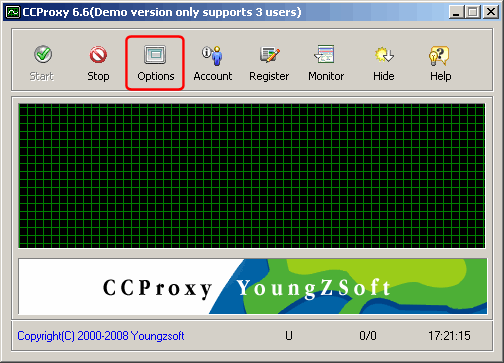 CCProxy 6.6(Demo version only supports 3 users)
Start Stop Options Account Register Monitor Hide Help
CCProxy YoungZSoft
Copyright(C) 2000-2008 Youngzsoft U 0/0 17:21:15